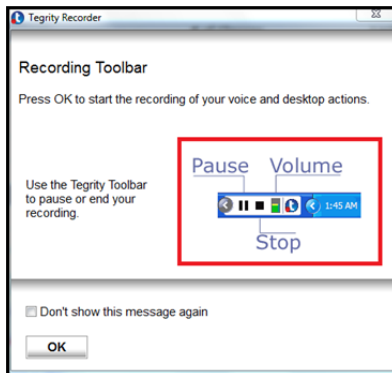 Tegrity Recorder
Recording Toolbar
Press OK to start the recording of your voice and desktop actions.
Use the Tegrity Toolbar
to pause or end your
recording.
Pause Volume
1:45 AM
Stop
Don't show this message again
OK